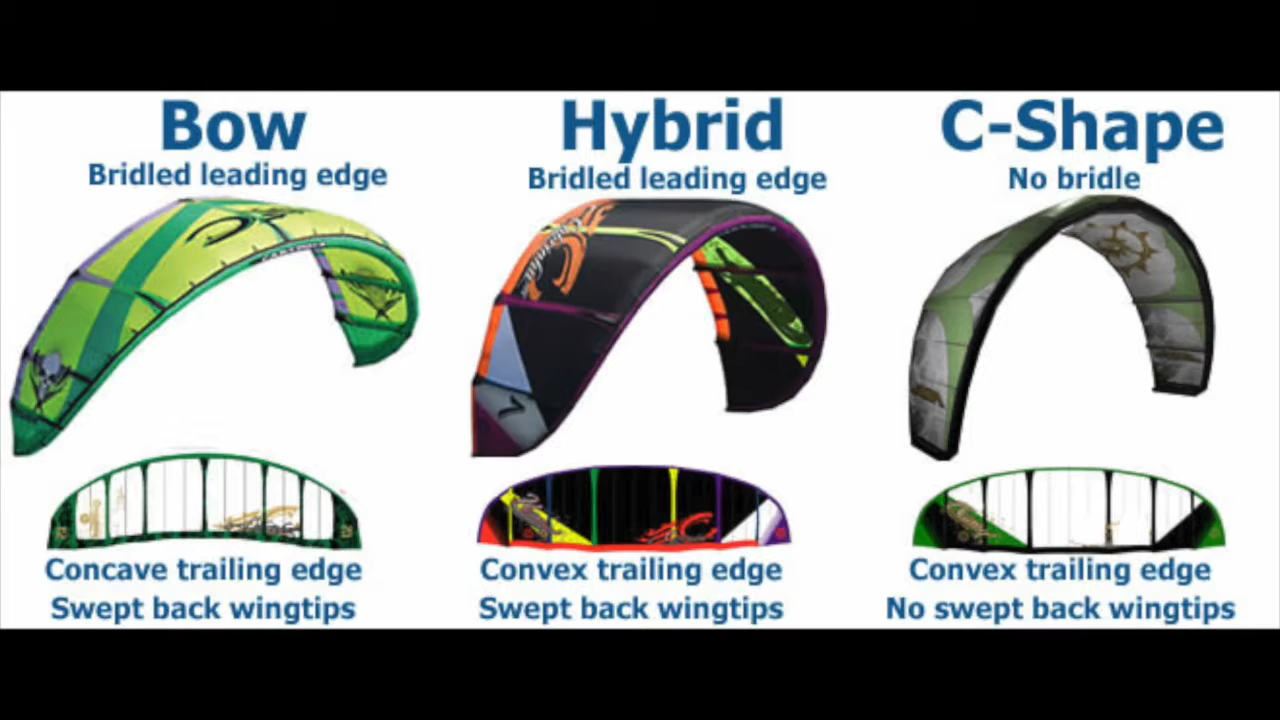 Bow
Bridled leading edge
Concave trailing edge
Swept back wingtips
Hybrid
Bridled leading edge
Convex trailing edge
Swept back wingtips
C-Shape
No bridle
Convex trailing edge
No swept back wingtips